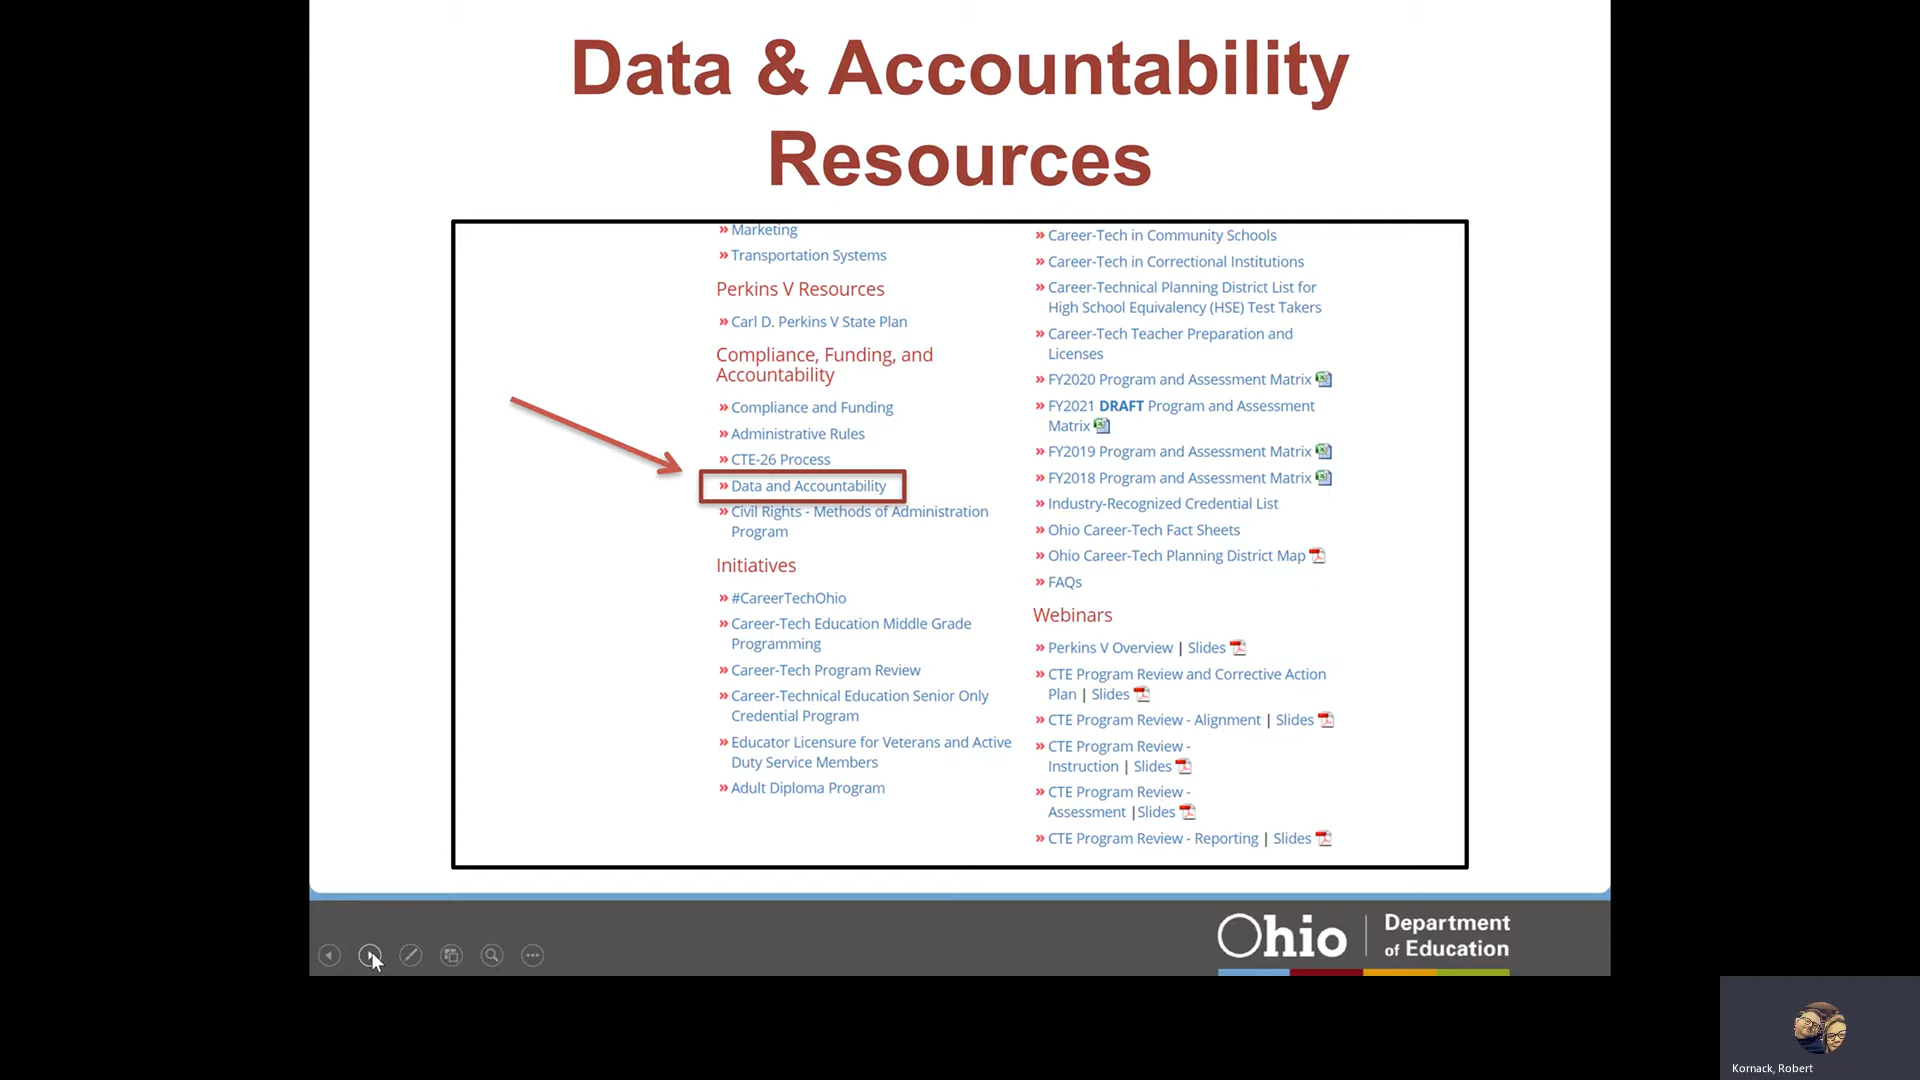 Data & Accountability
Resources
» Marketing
» Transportation Systems
Perkins V Resources
» Carl D. Perkins V State Plan
Compliance, Funding, and
Accountability
» Compliance and Funding
» Administrative Rules
» CTE-26 Process
» Data and Accountability
» Civil Rights - Methods of Administration
Program
Initiatives
» #CareerTechOhio
» Career-Tech Education Middle Grade
Programming
» Career-Tech Program Review
» Career-Technical Education Senior Only
Credential Program
» Educator Licensure for Veterans and Active
Duty Service Members
» Adult Diploma Program
» Career-Tech in Community Schools
» Career-Tech in Correctional Institutions
» Career-Technical Planning District List for
High School Equivalency (HSE) Test Takers
» Career-Tech Teacher Preparation and
Licenses
» FY2020 Program and Assessment Matrix
» FY2021 DRAFT Program and Assessment
Matrix
» FY2019 Program and Assessment Matrix
» FY2018 Program and Assessment Matrix
» Industry-Recognized Credential List
» Ohio Career-Tech Fact Sheets
» Ohio Career-Tech Planning District Map
» FAQs
Webinars
» Perkins V Overview | Slides
» CTE Program Review and Corrective Action
Plan | Slides
» CTE Program Review - Alignment | Slides
» CTE Program Review -
Instruction | Slides
» CTE Program Review -
Assessment |Slides
» CTE Program Review - Reporting | Slides
Ohio
Department
of Education
Kornack, Robert